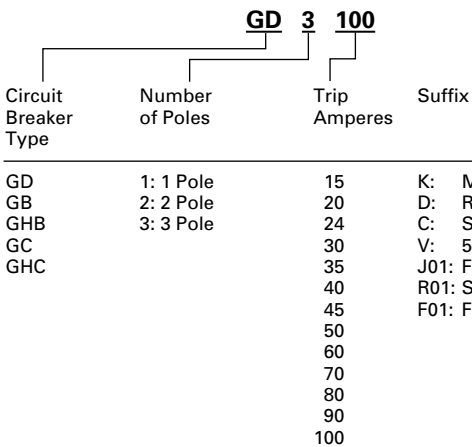 GD 3 100
Circuit Breaker Type
Number of Poles
Trip Amperes
Suffix
GD 1: 1 Pole 15 K:
GB 2: 2 Pole 20 D:
GHB 3: 3 Pole 24 C:
GC 30 V: 5
GHC 35 J01: F
40 R01: S
45 F01: F
50
60
70
80
90
100